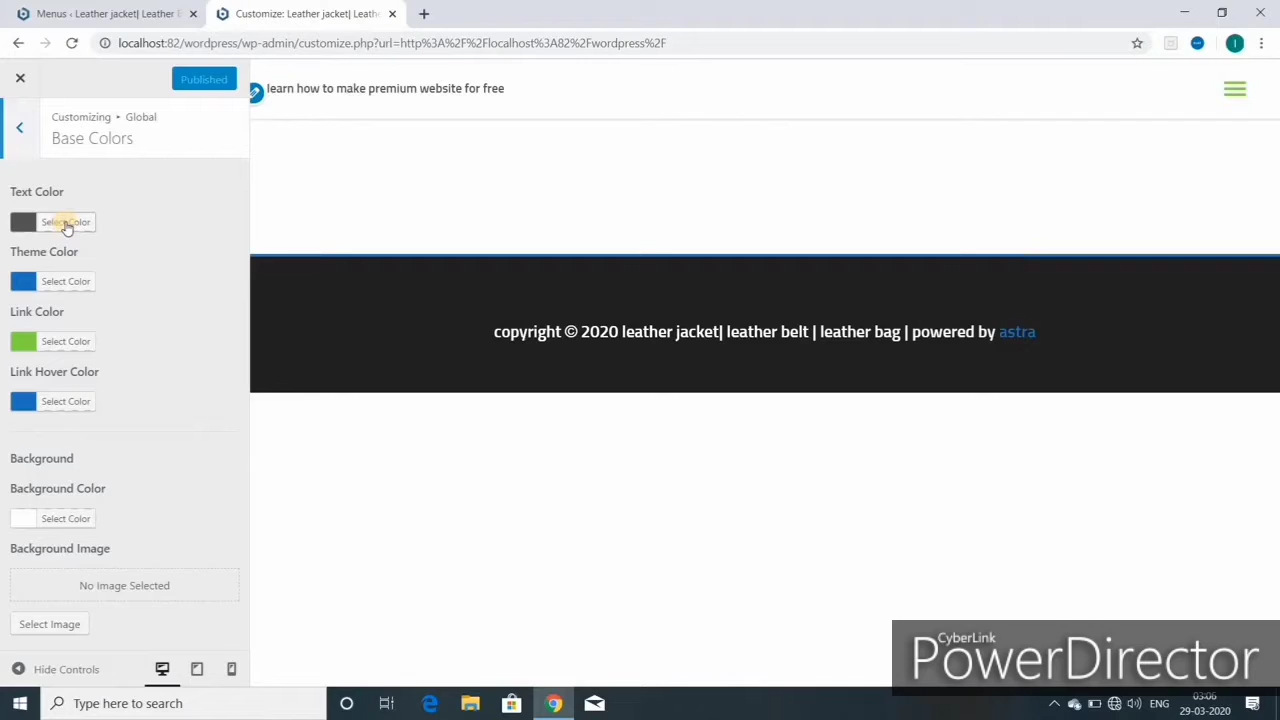 Menus ‹ Leather jacket| Leather B
Customize: Leather jacket| Leath
localhost:82/wordpress/wp-admin/customize.php?url=http%3A%2F%2Flocalhost%3A82%2Fwordpress%2F
I
Published
learn how to make premium website for free
Customizing ▸ Global
Base Colors
Text Color
Select Color
Theme Color
Select Color
Link Color
Select Color
Link Hover Color
Select Color
copyright © 2020 leather jacket| leather belt | leather bag | powered by astra
Background
Background Color
Select Color
Background Image
No Image Selected
Select Image
Hide Controls
CyberLink
PowerDirector
Type here to search
ENG
03:06
29-03-2020